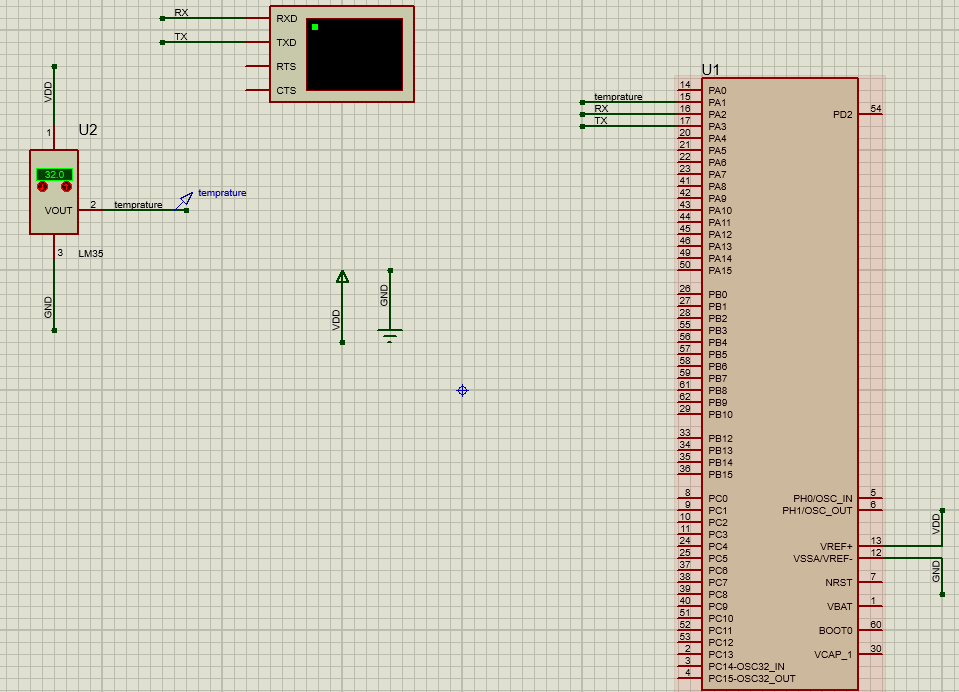 RX
TX
RXD
TXD
RTS
CTS
VDD
1
U2
32.0
VOUT
2
temprature
temprature
3
LM35
GND
VDD
GND
U1
temprature
RX
TX
14 PA0
15 PA1
16 PA2
17 PA3
20 PA4
21 PA5
22 PA6
23 PA7
41 PA8
42 PA9
43 PA10
44 PA11
45 PA12
46 PA13
49 PA14
50 PA15
26 PB0
27 PB1
28 PB2
55 PB3
56 PB4
57 PB5
58 PB6
59 PB7
61 PB8
62 PB9
29 PB10
33 PB12
34 PB13
35 PB14
36 PB15
8 PC0
9 PC1
10 PC2
11 PC3
24 PC4
25 PC5
37 PC6
38 PC7
39 PC8
40 PC9
51 PC10
52 PC11
53 PC12
2 PC13
3 PC14-OSC32_IN
4 PC15-OSC32_OUT
PD2 54
PH0/OSC_IN 5
PH1/OSC_OUT 6
VREF+ 13
VSSA/VREF- 12
NRST 7
VBAT 1
BOOT0 60
VCAP_1 30
VDD
GND